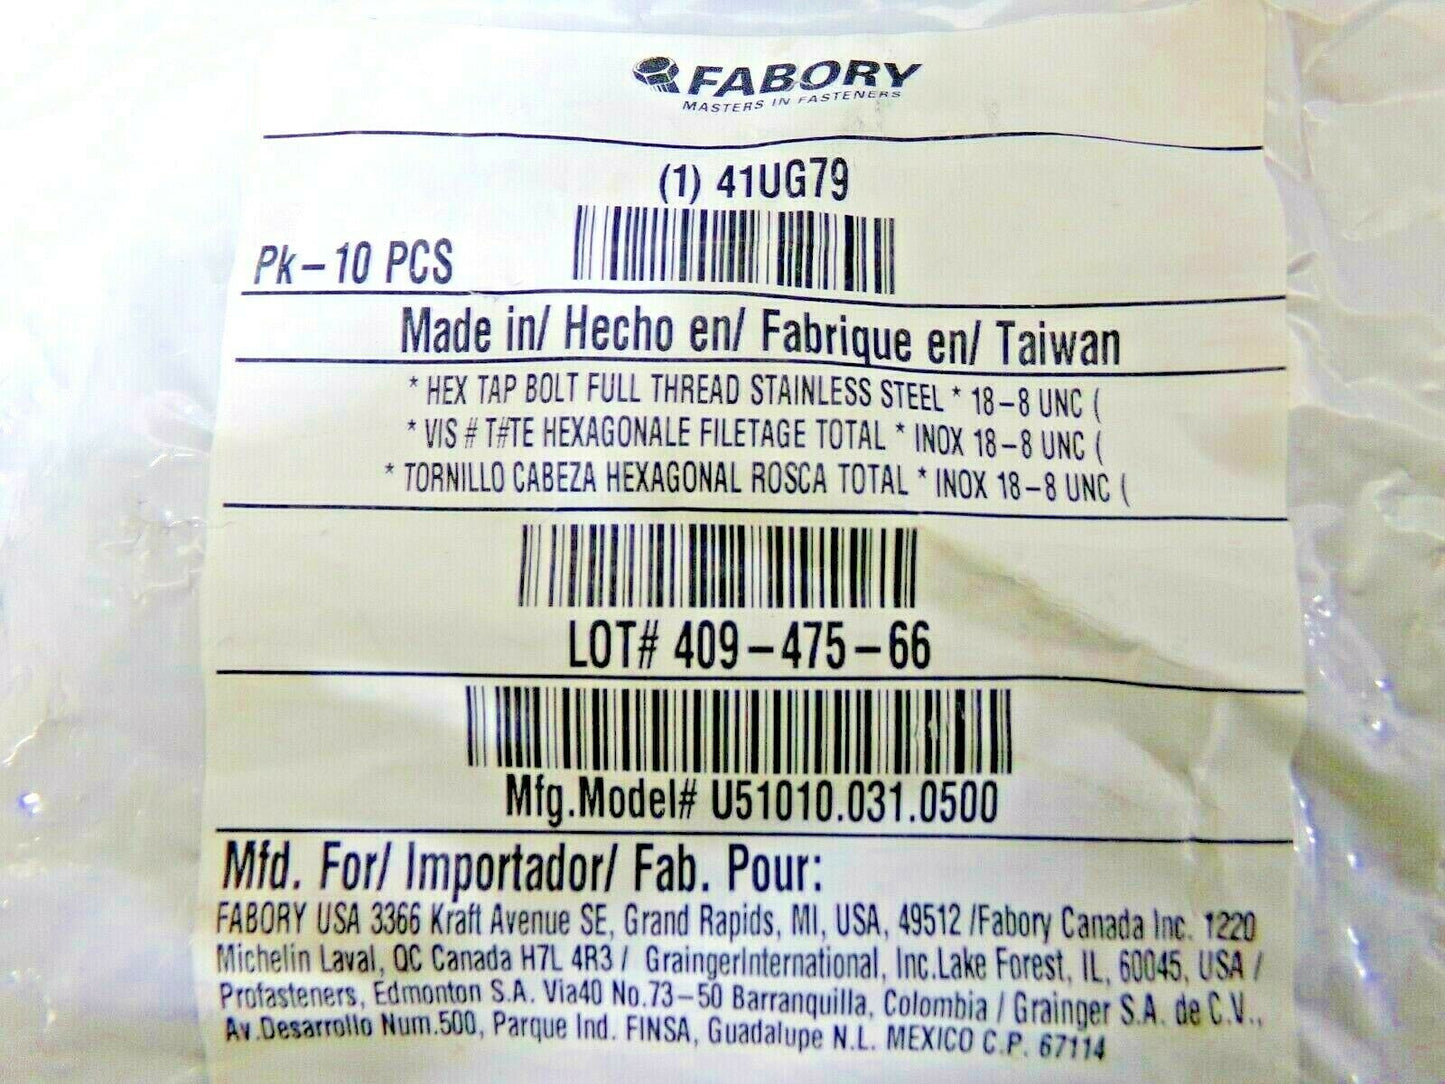 FABORY
MASTERS IN FASTENERS
(1) 41UG79
Pk-10 PCS
Made in/ Hecho en/ Fabrique en/ Taiwan
* HEX TAP BOLT FULL THREAD STAINLESS STEEL * 18-8 UNC (
* VIS # T#TE HEXAGONALE FILETAGE TOTAL * INOX 18-8 UNC (
* TORNILLO CABEZA HEXAGONAL ROSCA TOTAL * INOX 18-8 UNC (
LOT# 409-475-66
Mfg.Model# U51010.031.0500
Mfd. For/ Importador/ Fab. Pour:
FABORY USA 3366 Kraft Avenue SE, Grand Rapids, MI, USA, 49512 /Fabory Canada Inc. 1220
Michelin Laval, QC Canada H7L 4R3 / GraingerInternational, Inc.Lake Forest, IL, 60045, USA /
Profasteners, Edmonton S.A. Via40 No.73-50 Barranquilla, Colombia / Grainger S.A. de C.V.,
Av.Desarrollo Num.500, Parque Ind. FINSA, Guadalupe N.L. MEXICO C.P. 67114